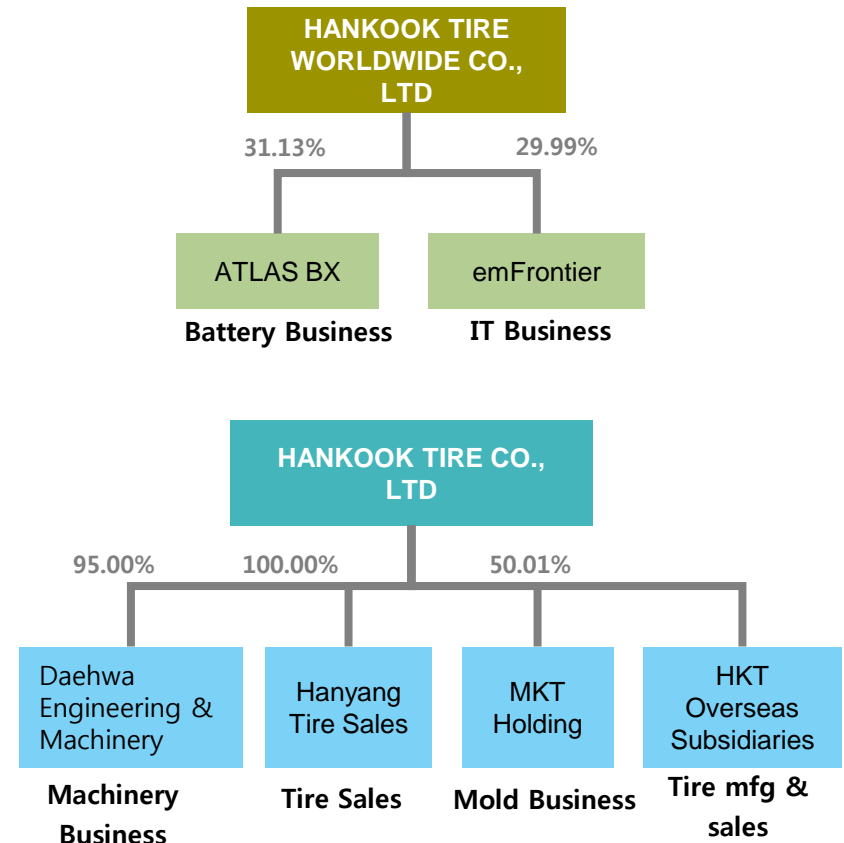 HANKOOK TIRE
WORLDWIDE CO.,
LTD
31.13%
29.99%
ATLAS BX
emFrontier
Battery Business
IT Business
HANKOOK TIRE CO.,
LTD
95.00%
100.00%
50.01%
Daehwa
Engineering &
Machinery
Hanyang
Tire Sales
MKT
Holding
HKT
Overseas
Subsidiaries
Machinery
Business
Tire Sales
Mold Business
Tire mfg &
sales